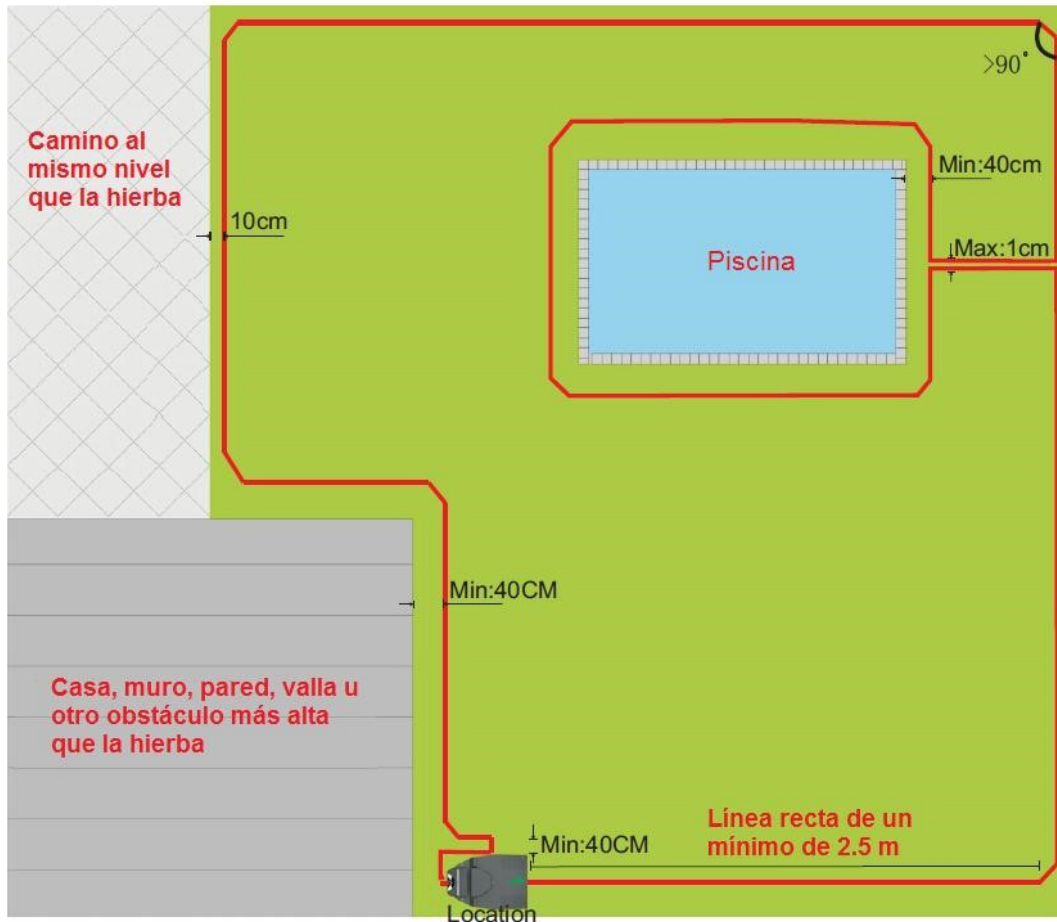 >90°
Camino al
mismo nivel
que la hierba
Min:40cm
10cm
Max:1cm
Piscina
Min:40CM
Casa, muro, pared, valla u
otro obstáculo más alta
que la hierba
Línea recta de un
mínimo de 2.5 m
Min:40CM
Location